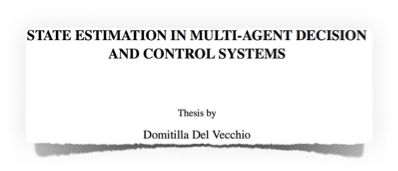 STATE ESTIMATION IN MULTI-AGENT DECISION
AND CONTROL SYSTEMS
Thesis by
Domitilla Del Vecchio